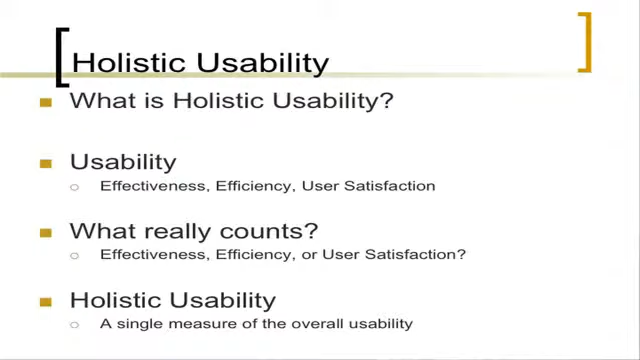 Holistic Usability
What is Holistic Usability?
Usability
Effectiveness, Efficiency, User Satisfaction
What really counts?
Effectiveness, Efficiency, or User Satisfaction?
Holistic Usability
A single measure of the overall usability